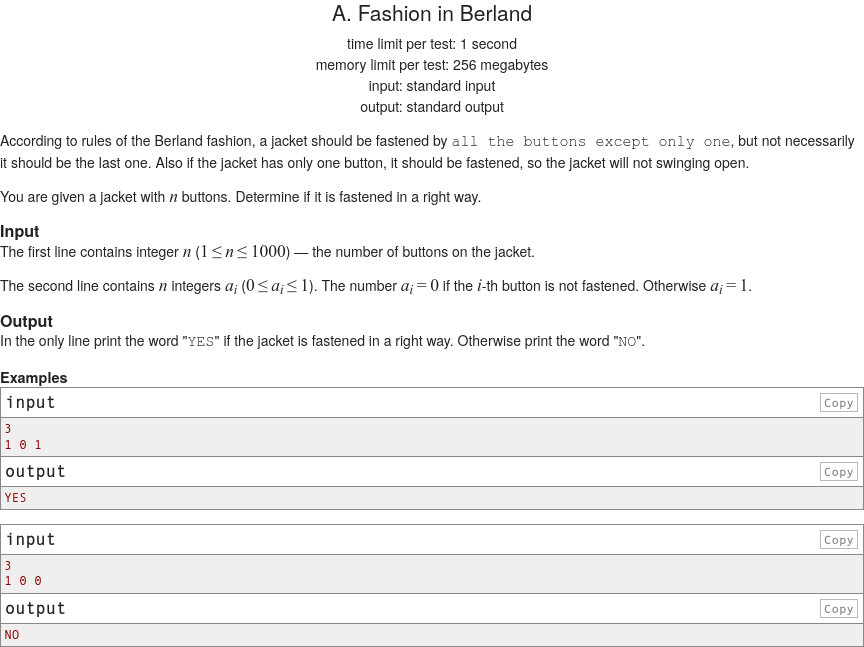 A. Fashion in Berland
time limit per test: 1 second
memory limit per test: 256 megabytes
input: standard input
output: standard output
According to rules of the Berland fashion, a jacket should be fastened by all the buttons except only one, but not necessarily
it should be the last one. Also if the jacket has only one button, it should be fastened, so the jacket will not swinging open.
You are given a jacket with n buttons. Determine if it is fastened in a right way.
Input
The first line contains integer n (1 ≤ n ≤ 1000) — the number of buttons on the jacket.
The second line contains n integers a_i (0 ≤ a_i ≤ 1). The number a_i = 0 if the i-th button is not fastened. Otherwise a_i = 1.
Output
In the only line print the word "YES" if the jacket is fastened in a right way. Otherwise print the word "NO".
Examples
input Copy
3
1 0 1
output Copy
YES
input Copy
3
1 0 0
output Copy
NO